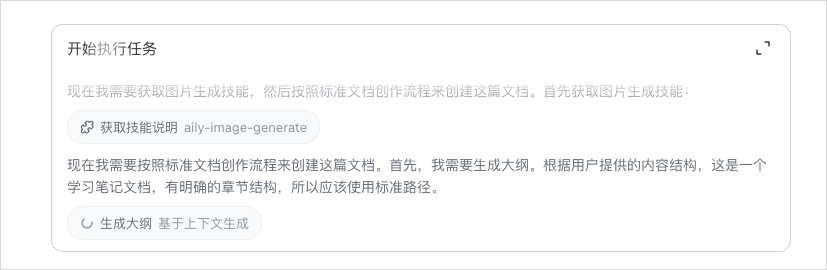 开始执行任务
现在我需要获取图片生成技能，然后按照标准文档创作流程来创建这篇文档。首先获取图片生成技能：
获取技能说明 aily-image-generate
现在我需要按照标准文档创作流程来创建这篇文档。首先，我需要生成大纲。根据用户提供的内容结构，这是一个
学习笔记文档，有明确的章节结构，所以应该使用标准路径。
生成大纲 基于上下文生成